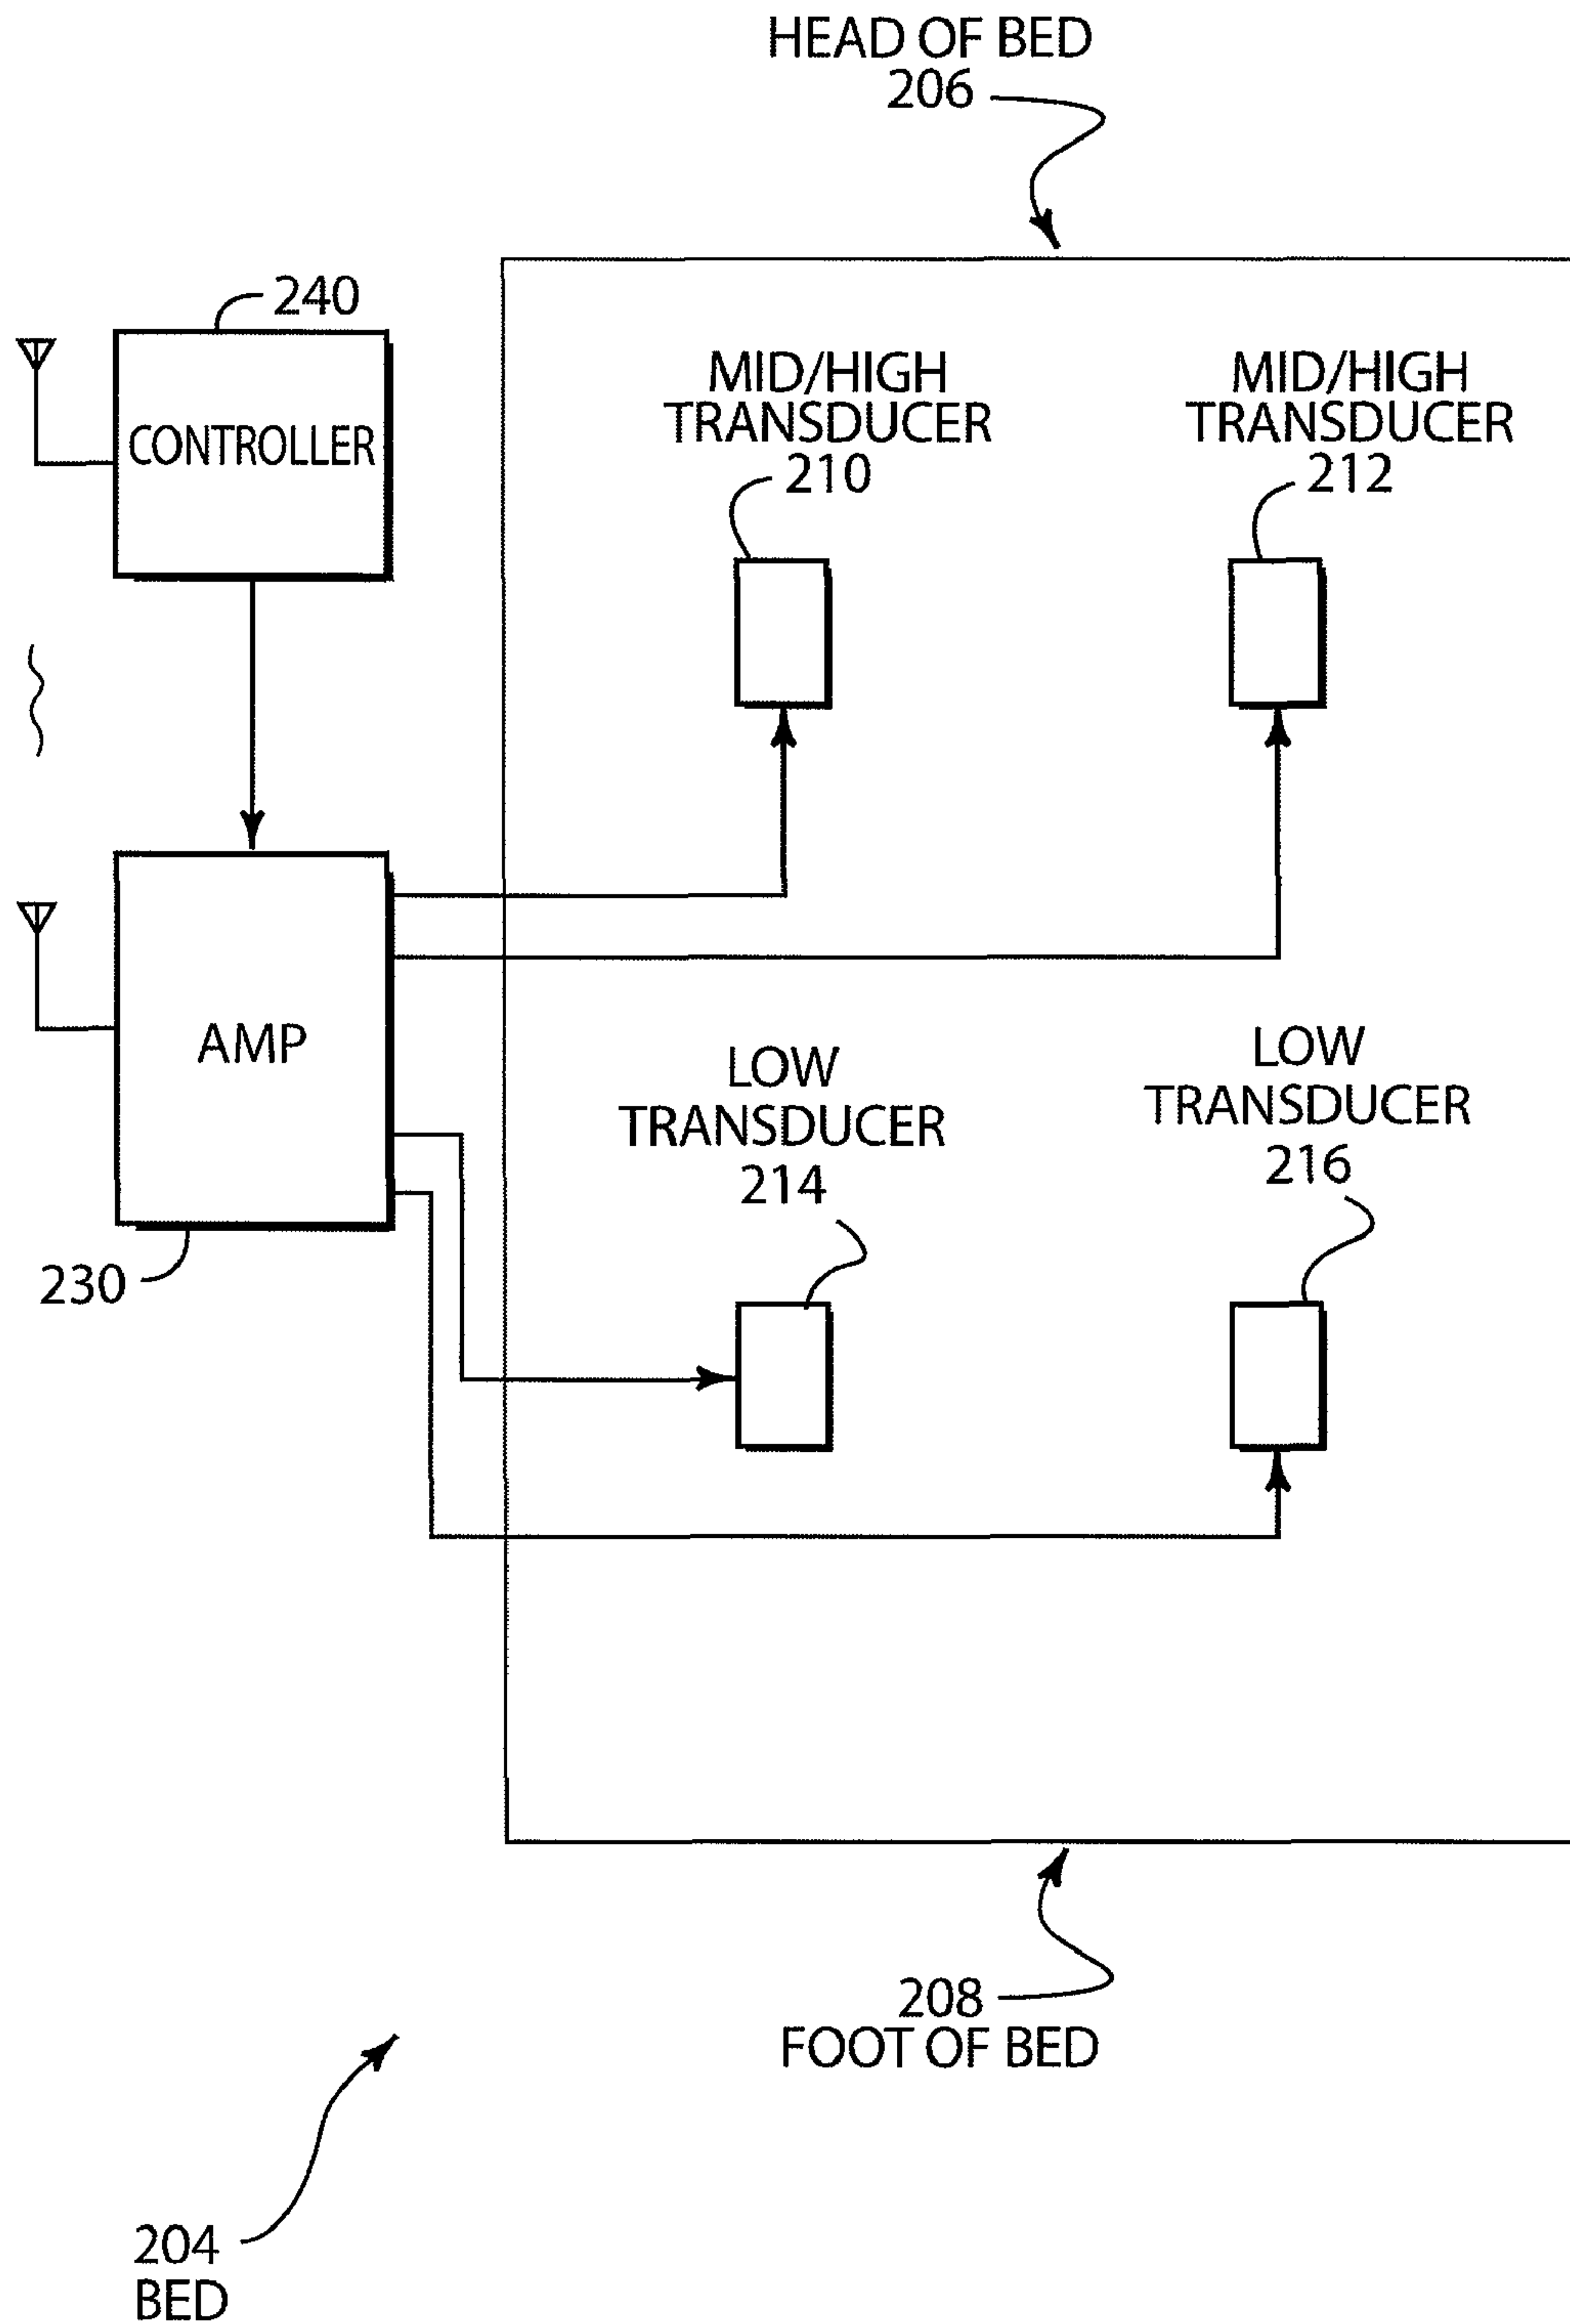 HEAD OF BED
206
240
CONTROLLER
MID/HIGH
TRANSDUCER
210
MID/HIGH
TRANSDUCER
212
AMP
230
LOW
TRANSDUCER
214
LOW
TRANSDUCER
216
208
FOOT OF BED
204
BED